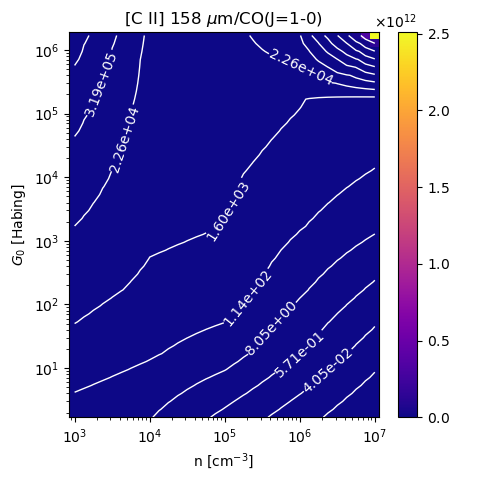 [C II] 158 μm/CO(J=1-0)
×10¹²
G₀ [Habing]
10⁶
10⁵
10⁴
10³
10²
10¹
3.19e+05
2.26e+04
2.26e+04
1.60e+03
1.14e+02
8.05e+00
5.71e-01
4.05e-02
2.5
2.0
1.5
1.0
0.5
0.0
10³ 10⁴ 10⁵ 10⁶ 10⁷
n [cm⁻³]